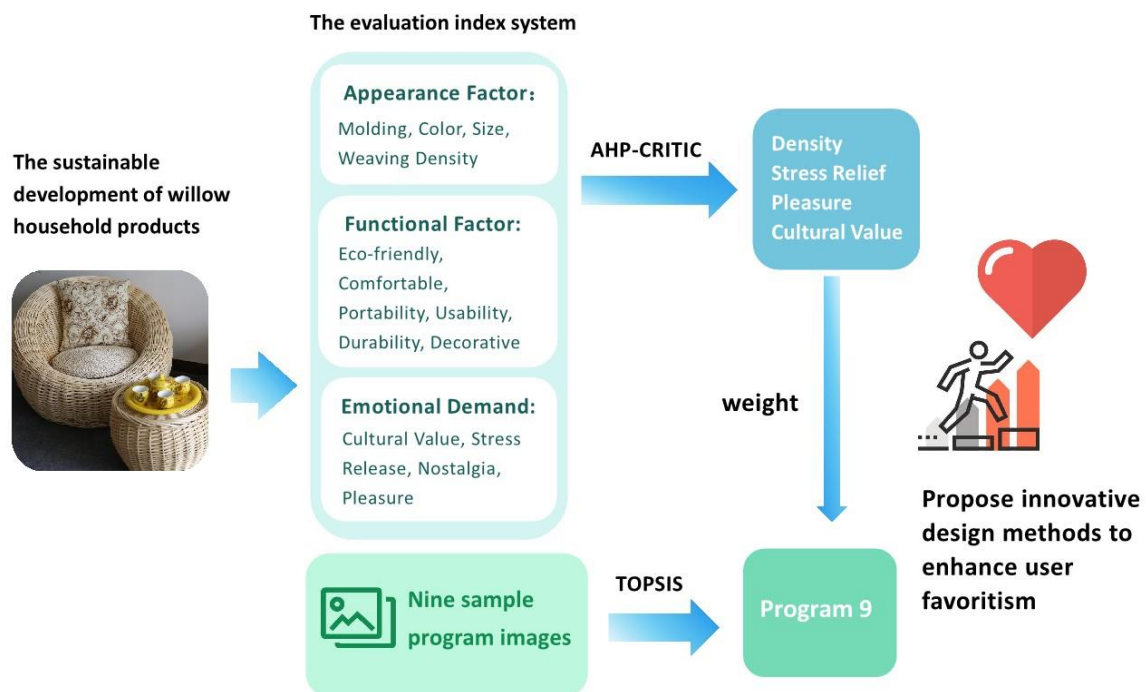 The evaluation index system
The sustainable
development of willow
household products
Appearance Factor:
Molding, Color, Size,
Weaving Density
Functional Factor:
Eco-friendly,
Comfortable,
Portability, Usability,
Durability, Decorative
Emotional Demand:
Cultural Value, Stress
Release, Nostalgia,
Pleasure
AHP-CRITIC
Density
Stress Relief
Pleasure
Cultural Value
weight
Nine sample
program images
TOPSIS
Program 9
Propose innovative
design methods to
enhance user
favoritism